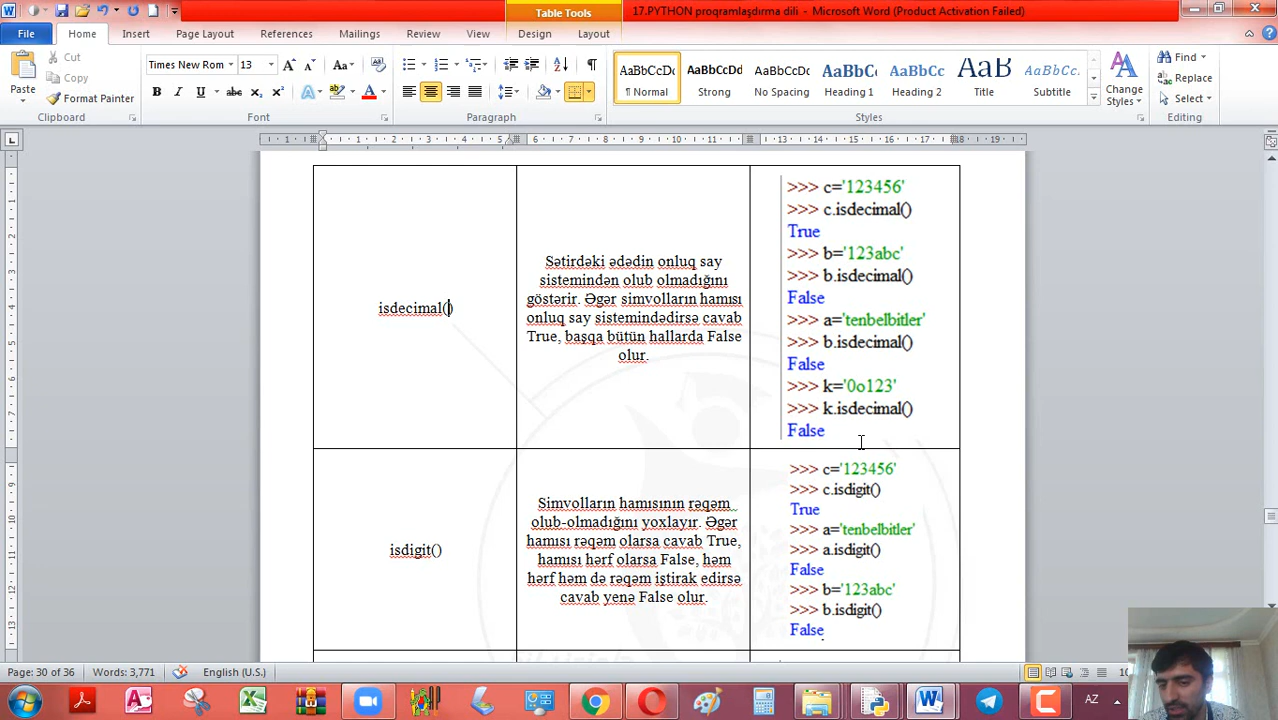 Table Tools
17.PYTHON proqramlaşdırma dili - Microsoft Word (Product Activation Failed)
File Home Insert Page Layout References Mailings Review View Design Layout
Paste
Cut
Copy
Format Painter
Clipboard
Times New Rom 13
Font
Paragraph
AaBbCcDc AaBbCcDd AaBbCcDd AaBbCc AaBbCc AaB AaBbCcDd
¶ Normal Strong No Spacing Heading 1 Heading 2 Title Subtitle
Change
Styles
Styles
Find
Replace
Select
Editing
isdecimal()
Sətirdəki ədədin onluq say
sistemindən olub olmadığını
göstərir. Əgər simvolların hamısı
onluq say sistemindədirsə cavab
True, başqa bütün hallarda False
olur.
>>> c='123456'
>>> c.isdecimal()
True
>>> b='123abc'
>>> b.isdecimal()
False
>>> a='tenbelbitler'
>>> b.isdecimal()
False
>>> k='0o123'
>>> k.isdecimal()
False
isdigit()
Simvolların hamısının rəqəm
olub-olmadığını yoxlayır. Əgər
hamısı rəqəm olarsa cavab True,
hamısı hərf olarsa False, həm
hərf həm də rəqəm iştirak edirsə
cavab yenə False olur.
>>> c='123456'
>>> c.isdigit()
True
>>> a='tenbelbitler'
>>> a.isdigit()
False
>>> b='123abc'
>>> b.isdigit()
False
Page: 30 of 36 Words: 3,771 English (U.S.)
AZ